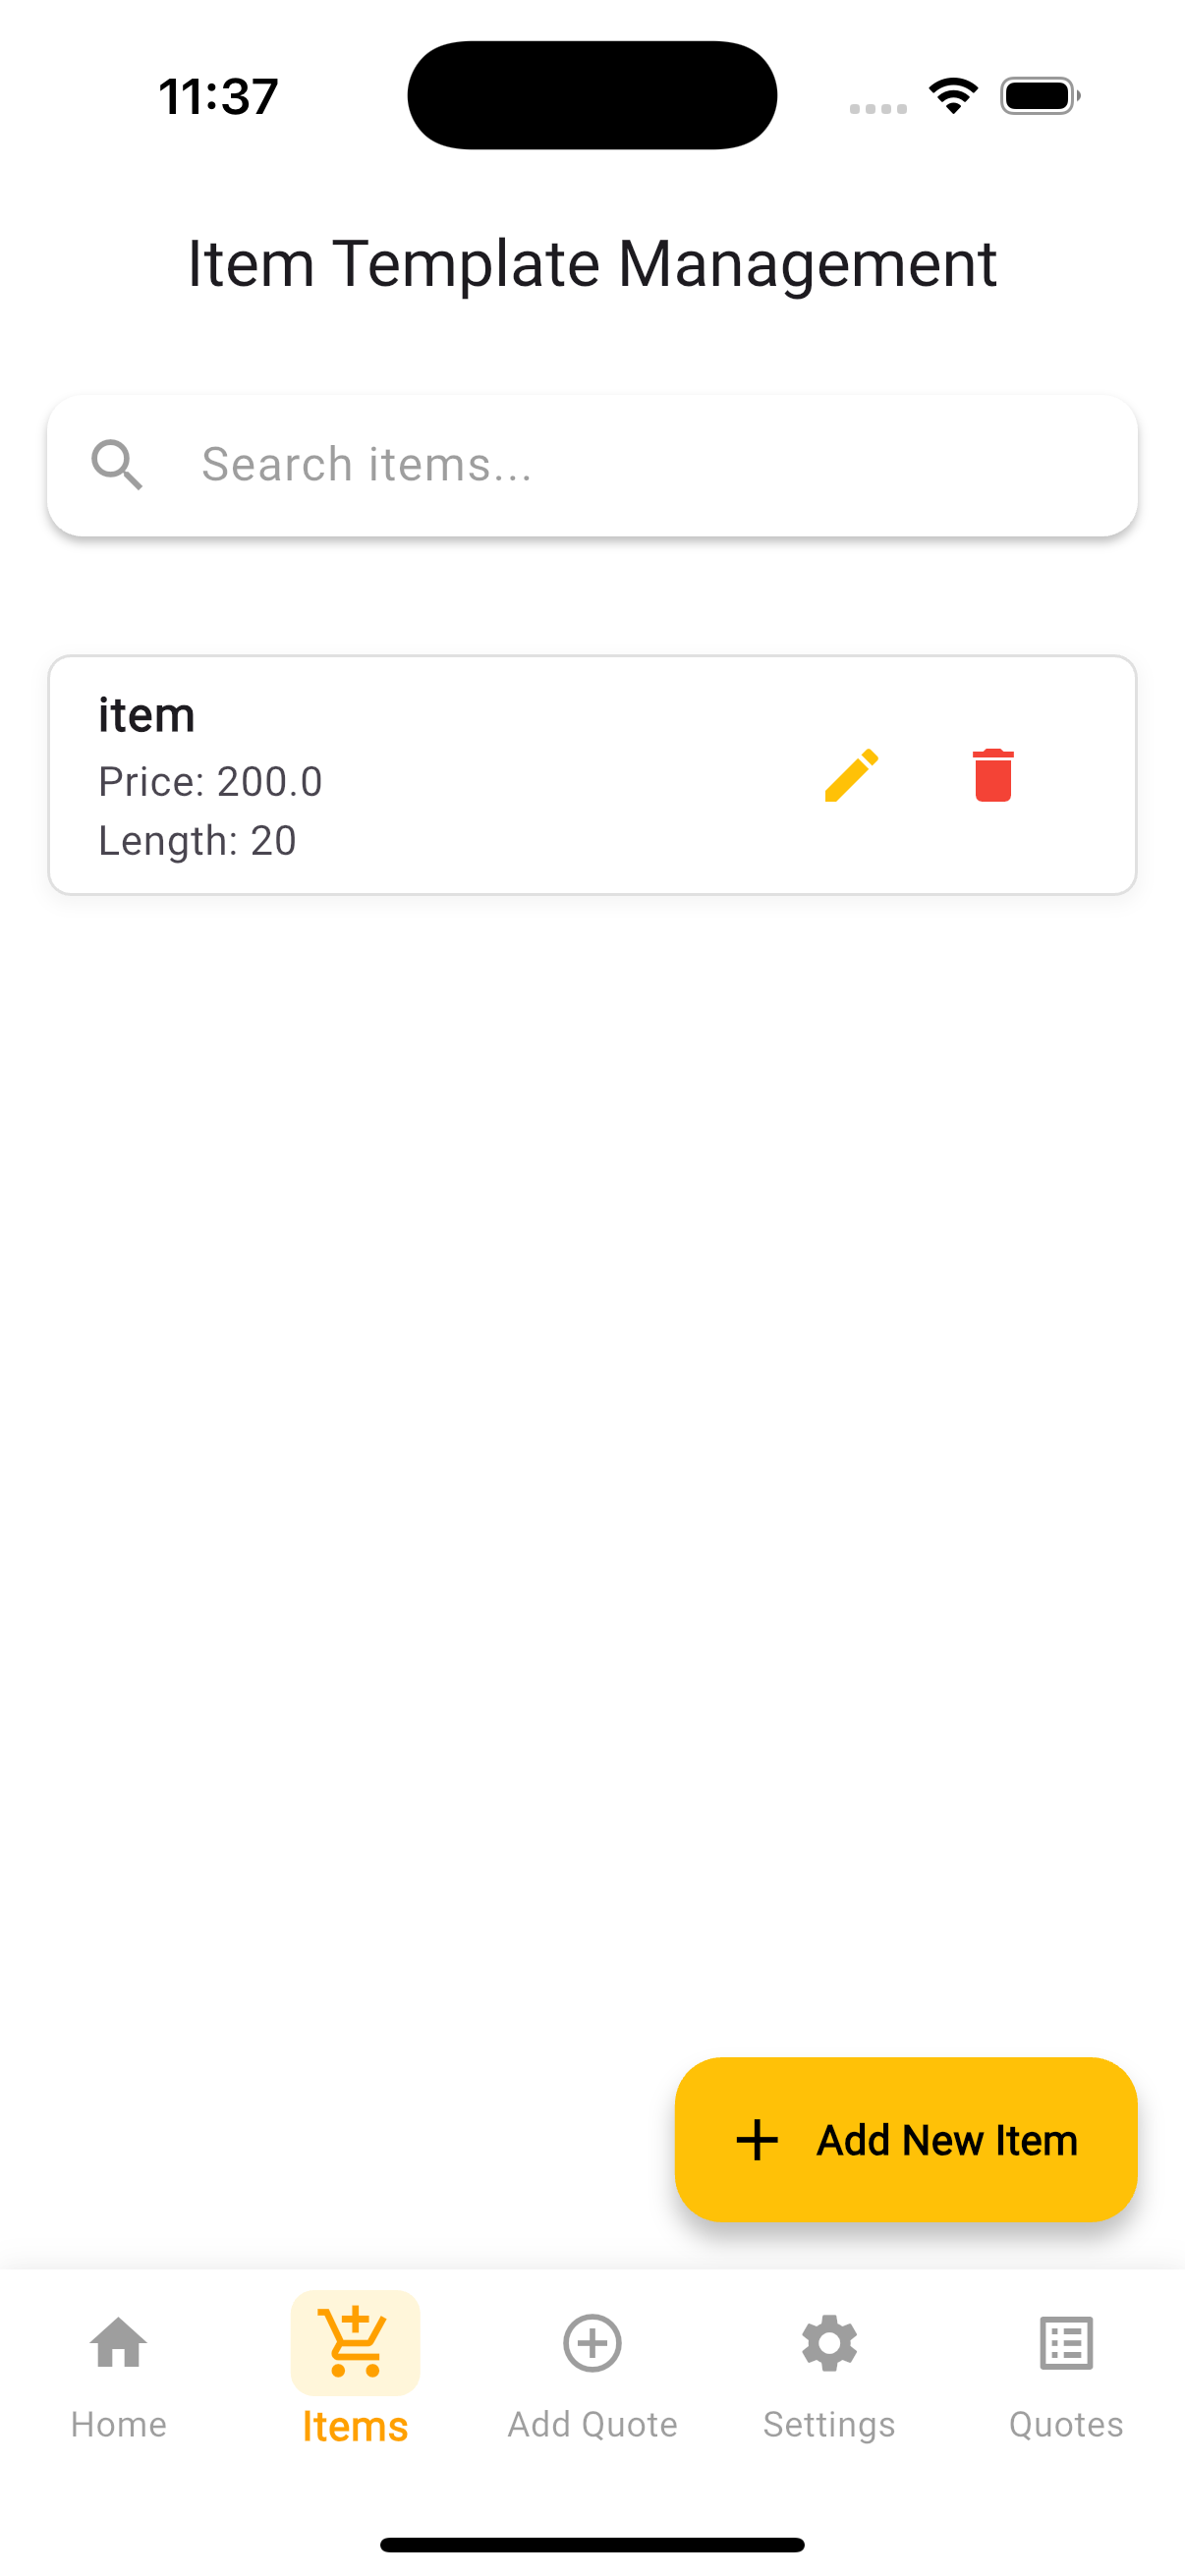 11:37
Item Template Management
Search items...
item
Price: 200.0
Length: 20
Add New Item
Home
Items
Add Quote
Settings
Quotes